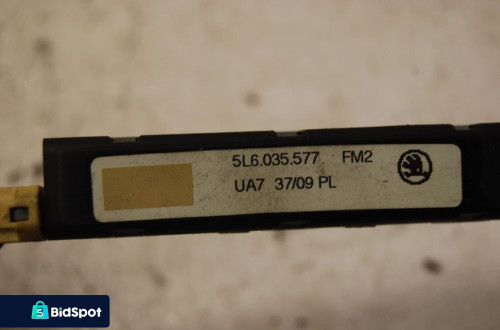 5L6.035.577 FM2
UA7 37/09 PL
S
BidSpot